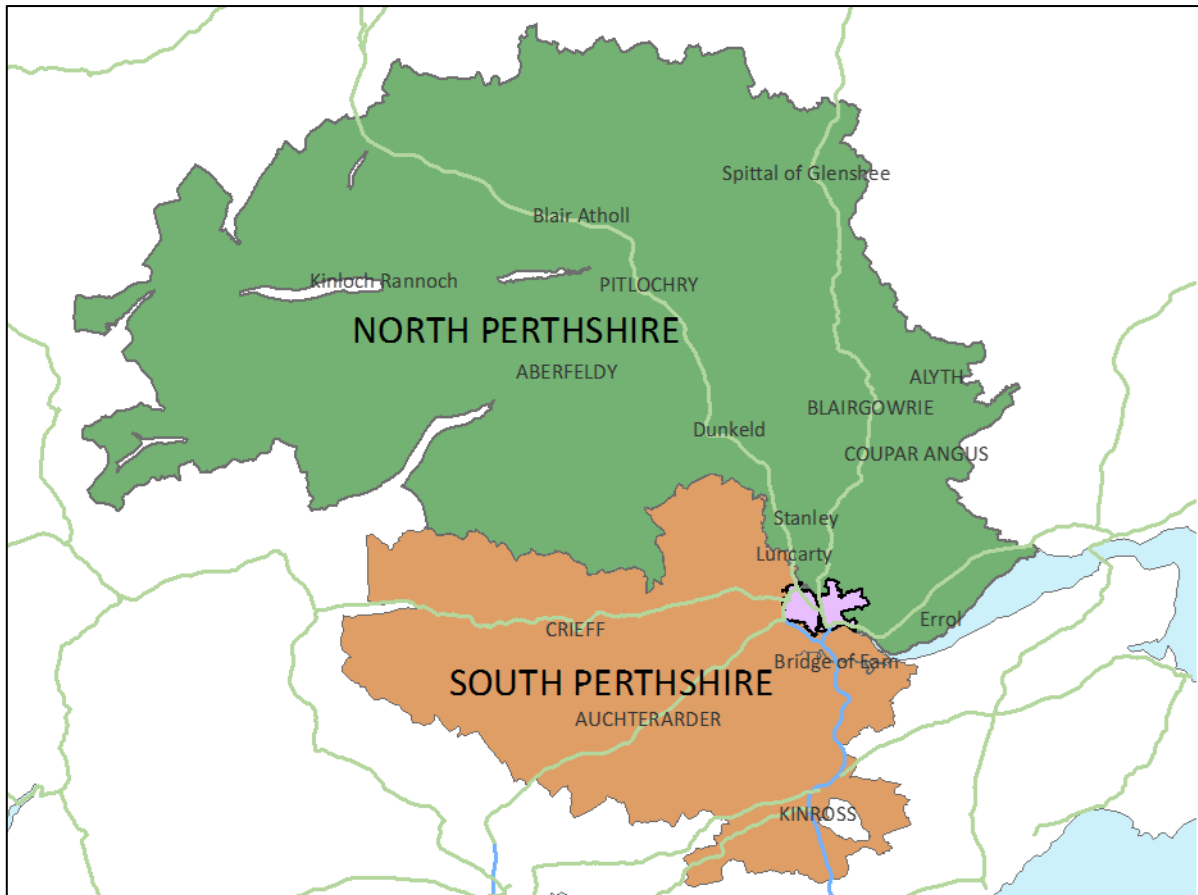 Spittal of Glenshee
Blair Atholl
Kinloch Rannoch
PITLOCHRY
NORTH PERTHSHIRE
ABERFELDY
ALYTH
BLAIRGOWRIE
Dunkeld
COUPAR ANGUS
Stanley
Luncarty
Errol
CRIEFF
Bridge of Earn
SOUTH PERTHSHIRE
AUCHTERARDER
KINROSS